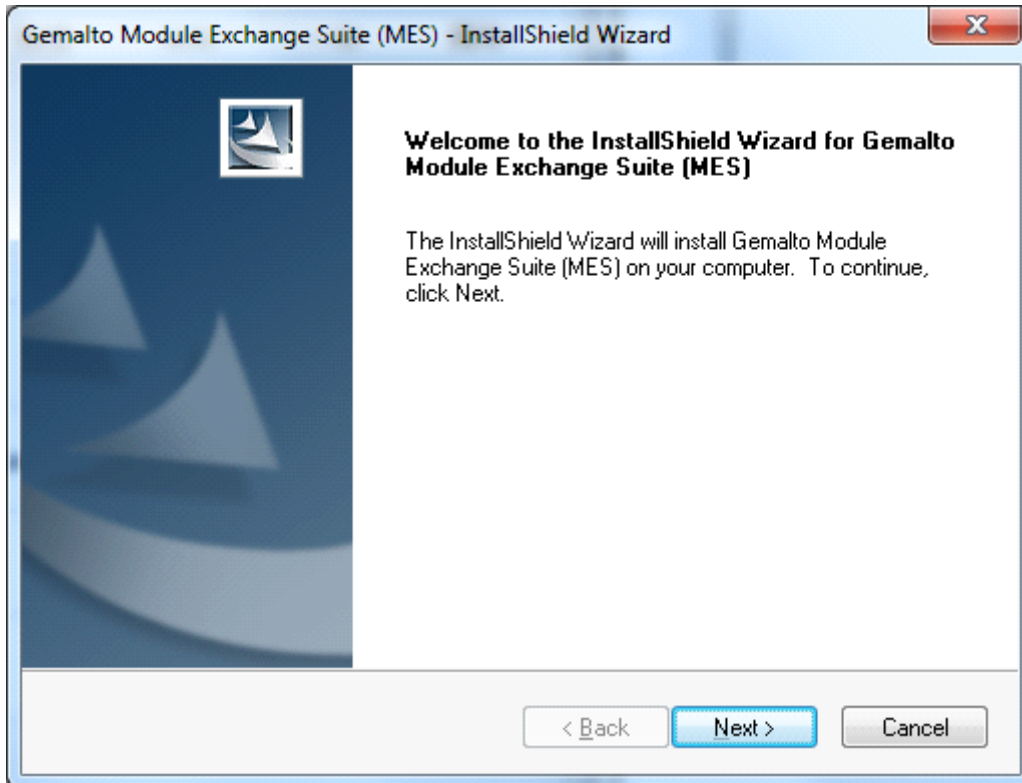 Gemalto Module Exchange Suite (MES) - InstallShield Wizard
Welcome to the InstallShield Wizard for Gemalto
Module Exchange Suite (MES)
The InstallShield Wizard will install Gemalto Module
Exchange Suite (MES) on your computer.  To continue,
click Next.
< Back
Next >
Cancel